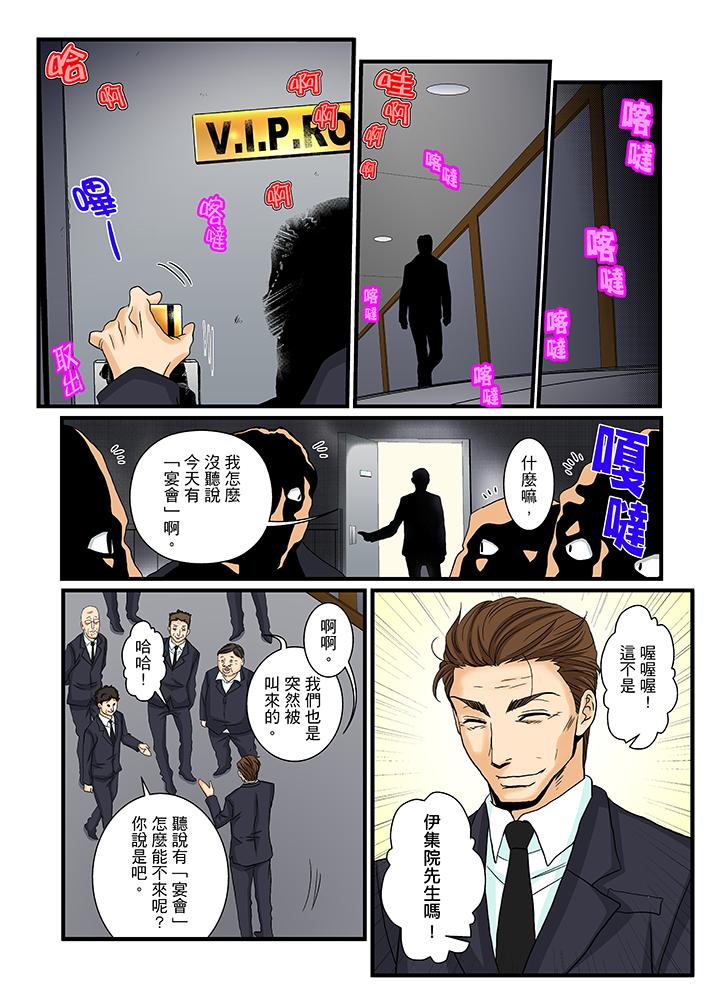 喀噠
喀噠
喀噠
哇
啊
啊
啊
喀噠
喀噠
喀噠
哈
啊
啊
啊
啊
V.I.P.RO
嗶—
喀噠
取出
嘎噠
什麼嘛，
我怎麼
沒聽說
今天有
「宴會」啊。
喔喔喔！
這不是
伊集院先生嗎！
啊啊。
我們也是
突然被
叫來的。
哈哈！
聽說有「宴會」
怎麼能不來呢？
你說是吧。